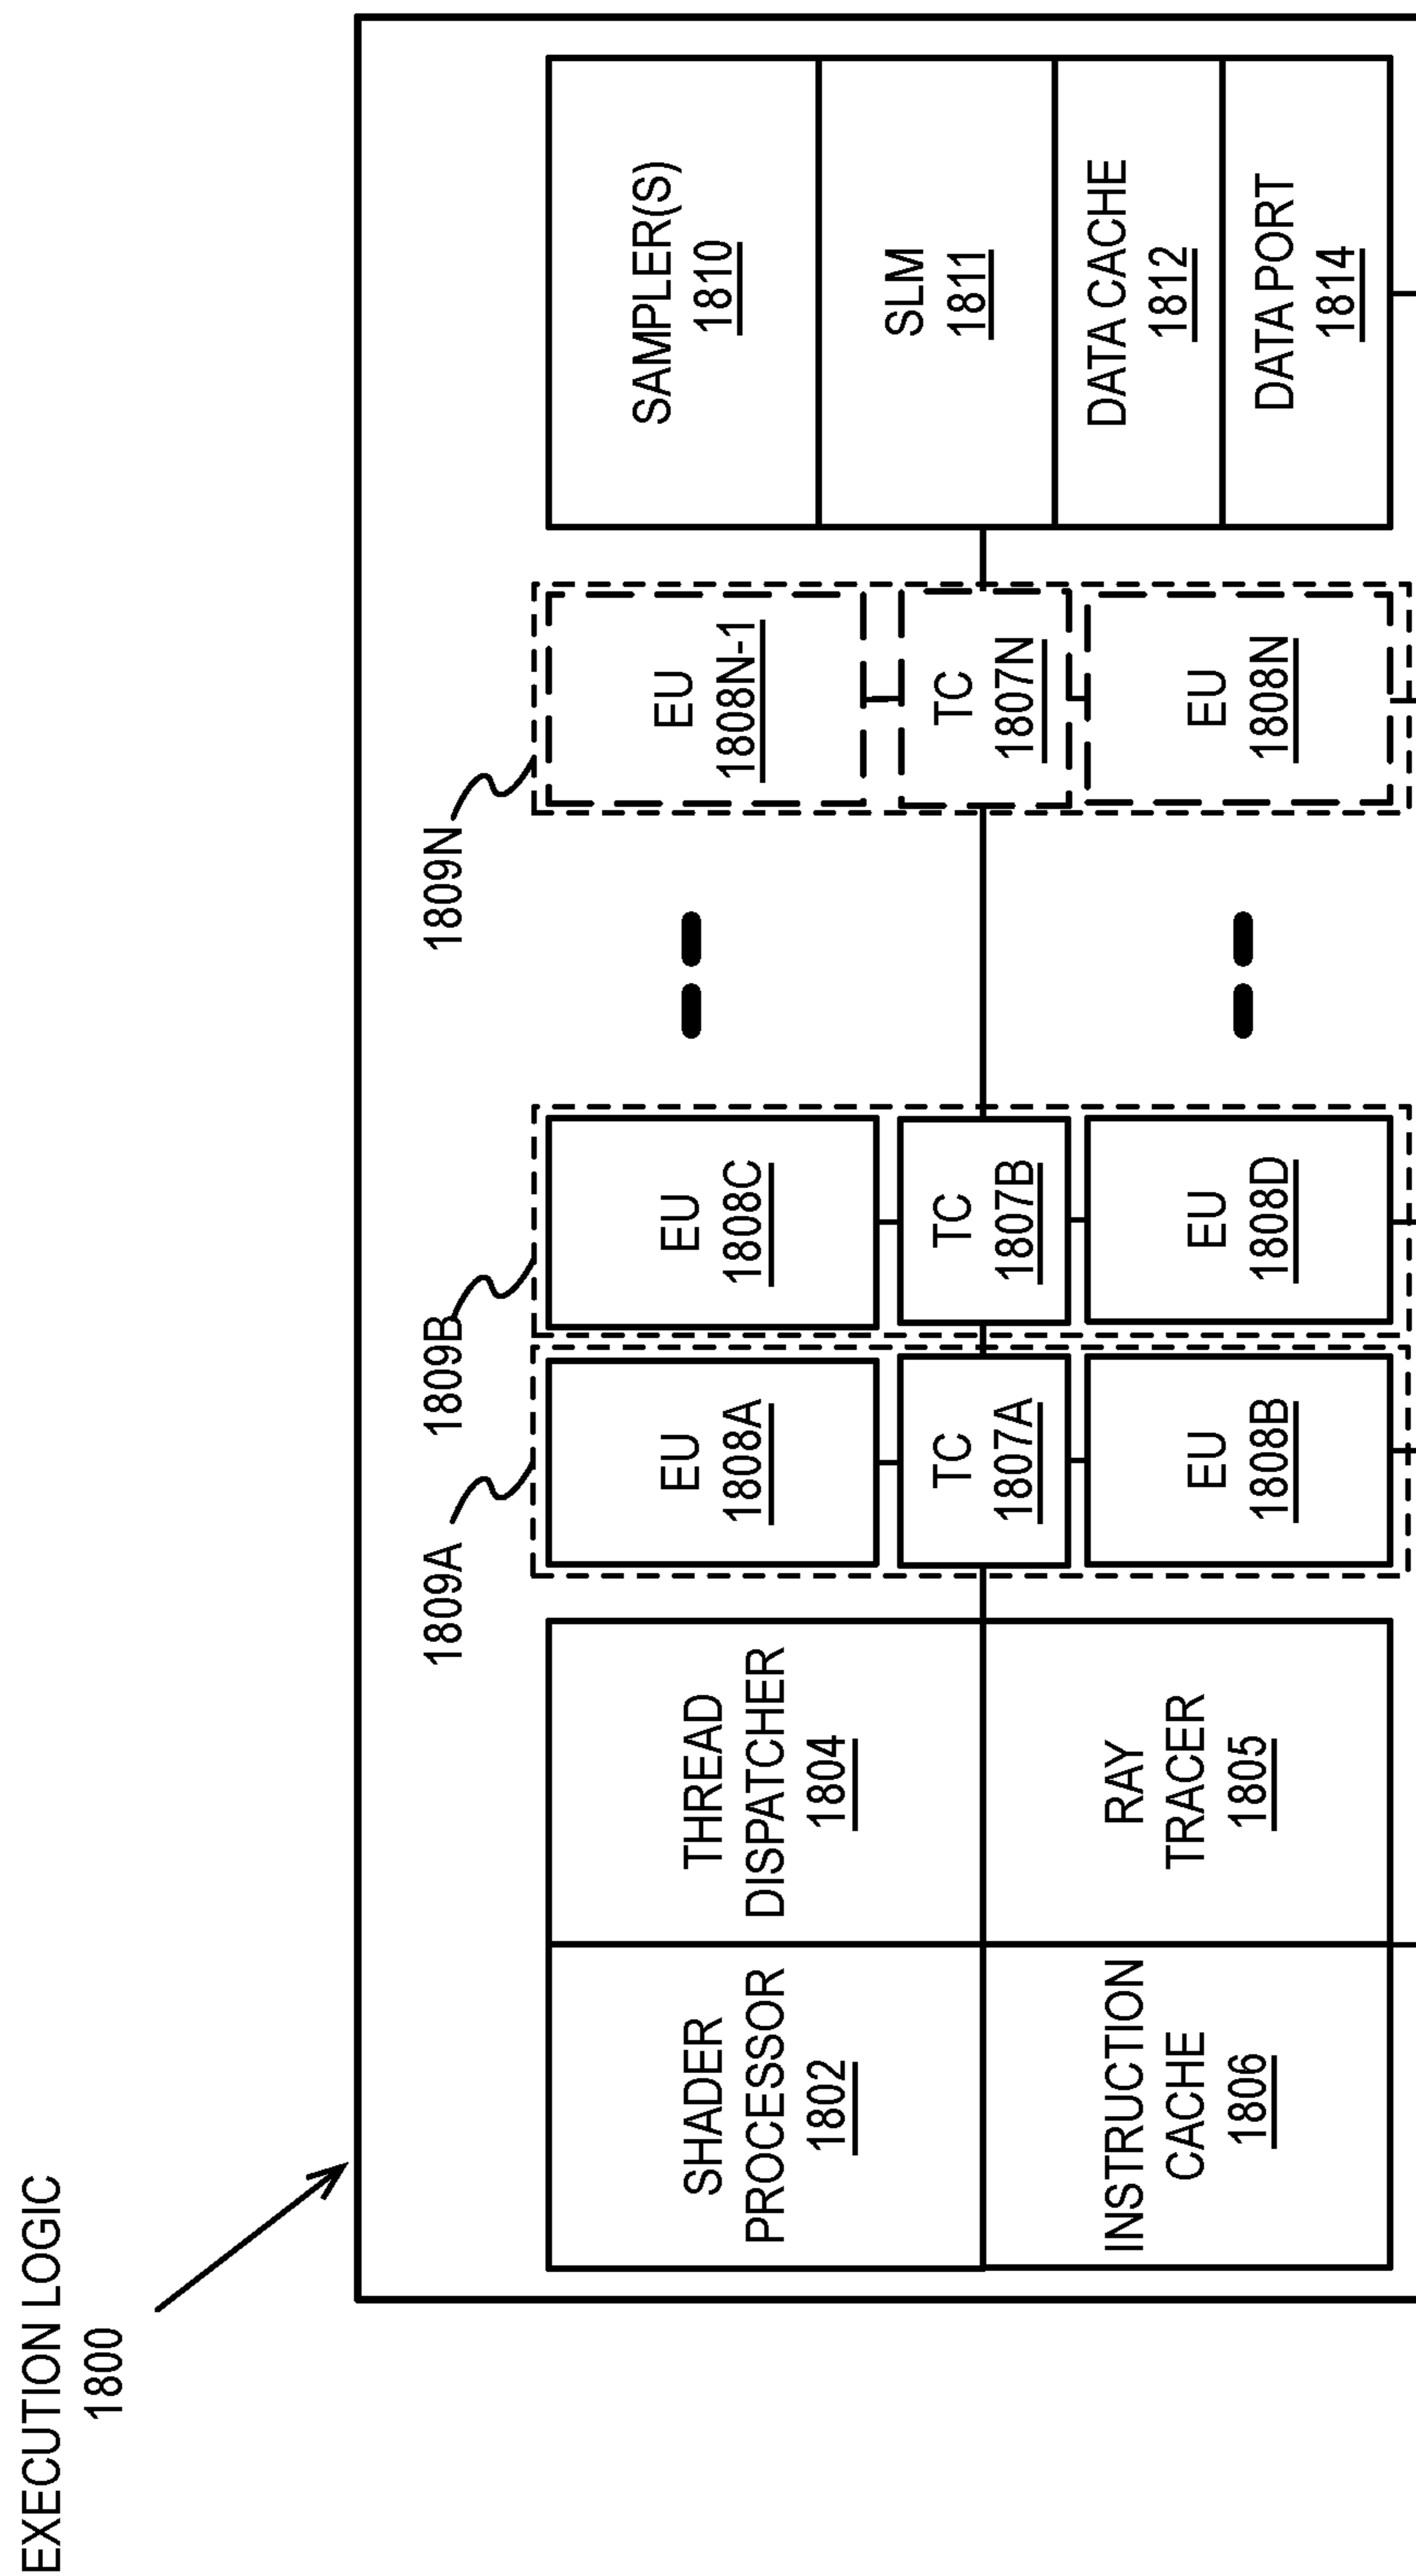 EXECUTION LOGIC
1800
1809A
1809B
1809N
SHADER
PROCESSOR
1802
THREAD
DISPATCHER
1804
INSTRUCTION
CACHE
1806
RAY
TRACER
1805
EU
1808A
TC
1807A
EU
1808B
EU
1808C
TC
1807B
EU
1808D
EU
1808N-1
TC
1807N
EU
1808N
SAMPLER(S)
1810
SLM
1811
DATA CACHE
1812
DATA PORT
1814